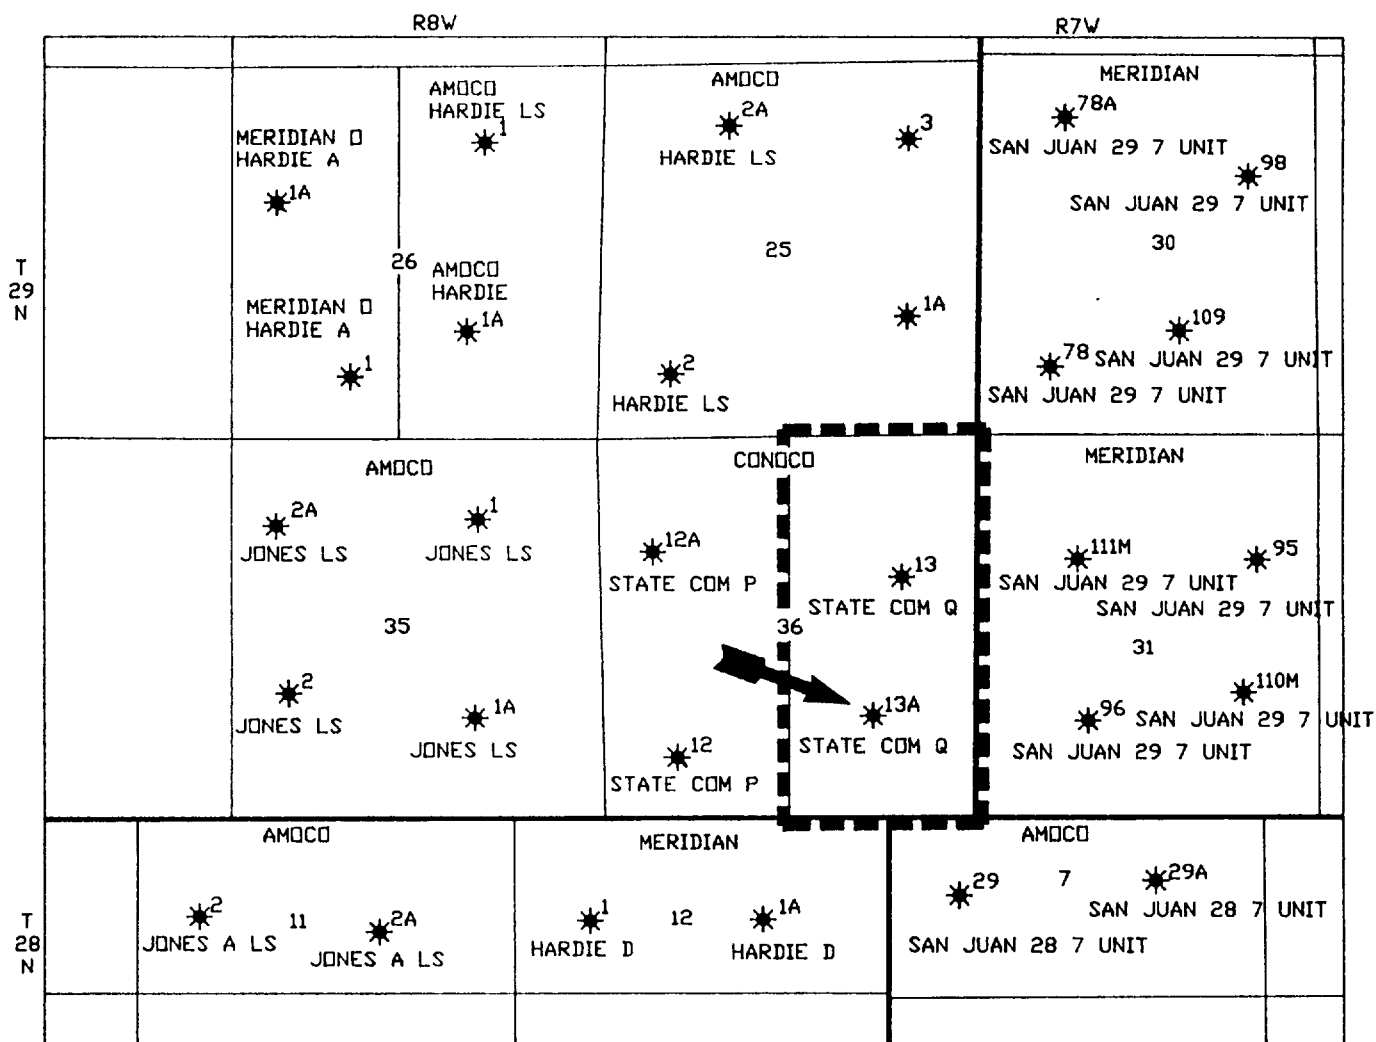 R8W
R7W
T
29
N
MERIDIAN O
HARDIE A
1A
MERIDIAN O
HARDIE A
1
26
AMOCO
HARDIE LS
1
AMOCO
HARDIE
1A
AMOCO
2A
HARDIE LS
3
25
1A
2
HARDIE LS
MERIDIAN
78A
SAN JUAN 29 7 UNIT
98
SAN JUAN 29 7 UNIT
30
109
SAN JUAN 29 7 UNIT
78
SAN JUAN 29 7 UNIT
AMOCO
2A
JONES LS
1
JONES LS
35
2
JONES LS
1A
JONES LS
CONOCO
12A
STATE COM P
13
STATE COM Q
36
13A
STATE COM Q
12
STATE COM P
MERIDIAN
111M
SAN JUAN 29 7 UNIT
95
SAN JUAN 29 7 UNIT
31
110M
SAN JUAN 29 7 UNIT
96
SAN JUAN 29 7 UNIT
T
28
N
AMOCO
2
JONES A LS
11
2A
JONES A LS
MERIDIAN
1
HARDIE D
12
1A
HARDIE D
AMOCO
29
SAN JUAN 28 7 UNIT
7
29A
SAN JUAN 28 7 UNIT